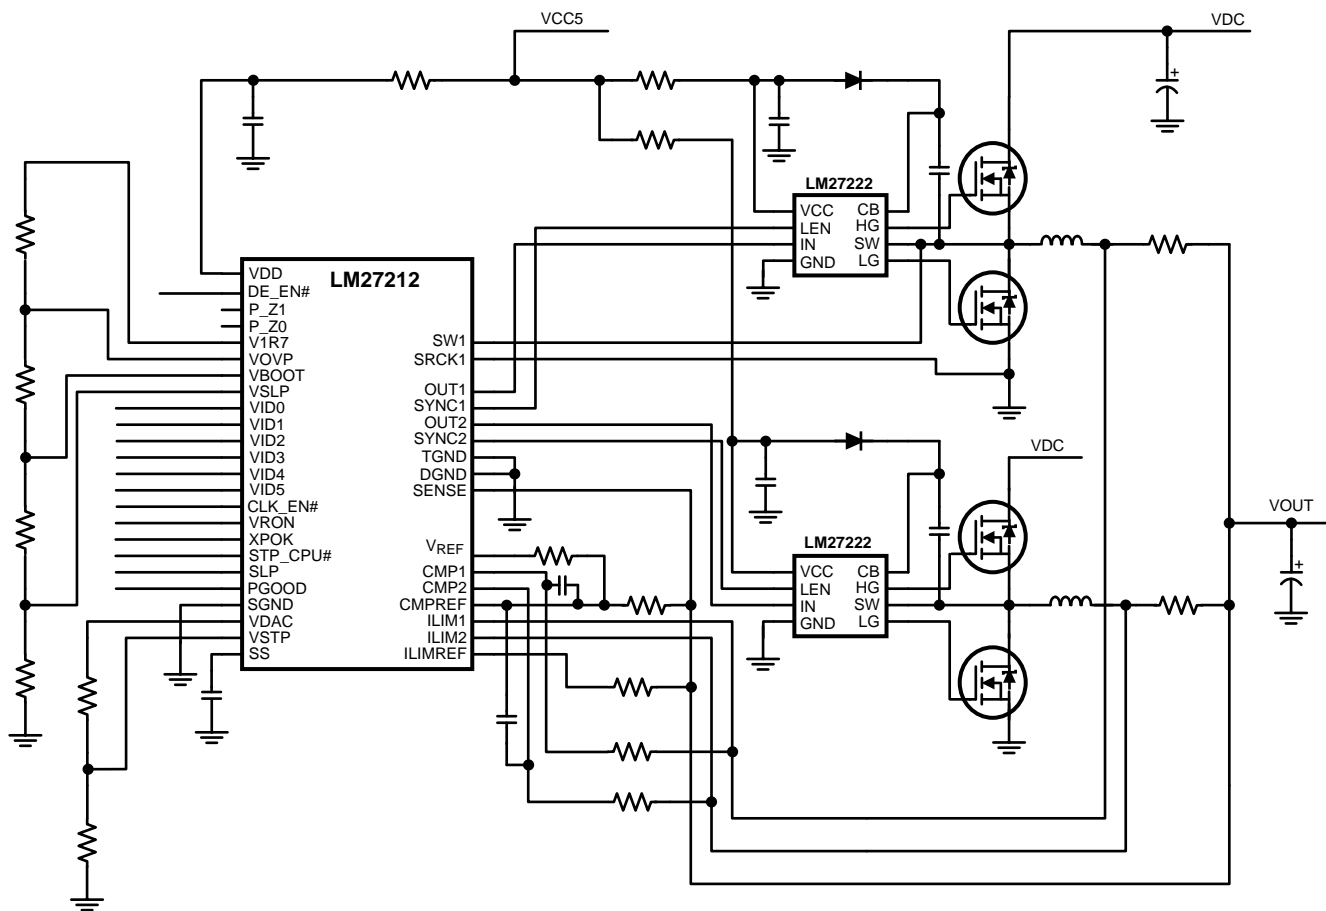 VCC5
VDC
+
LM27222
VCC CB
LEN HG
IN SW
GND LG
LM27212
VDD
DE_EN#
P_Z1
P_Z0
V1R7
VOVP
VBOOT
VSLP
VID0
VID1
VID2
VID3
VID4
VID5
CLK_EN#
VRON
XPOK
STP_CPU#
SLP
PGOOD
SGND
VDAC
VSTP
SS
SW1
SRCK1
OUT1
SYNC1
OUT2
SYNC2
TGND
DGND
SENSE
VREF
CMP1
CMP2
CMPREF
ILIM1
ILIM2
ILIMREF
VDC
LM27222
VCC CB
LEN HG
IN SW
GND LG
VOUT
+